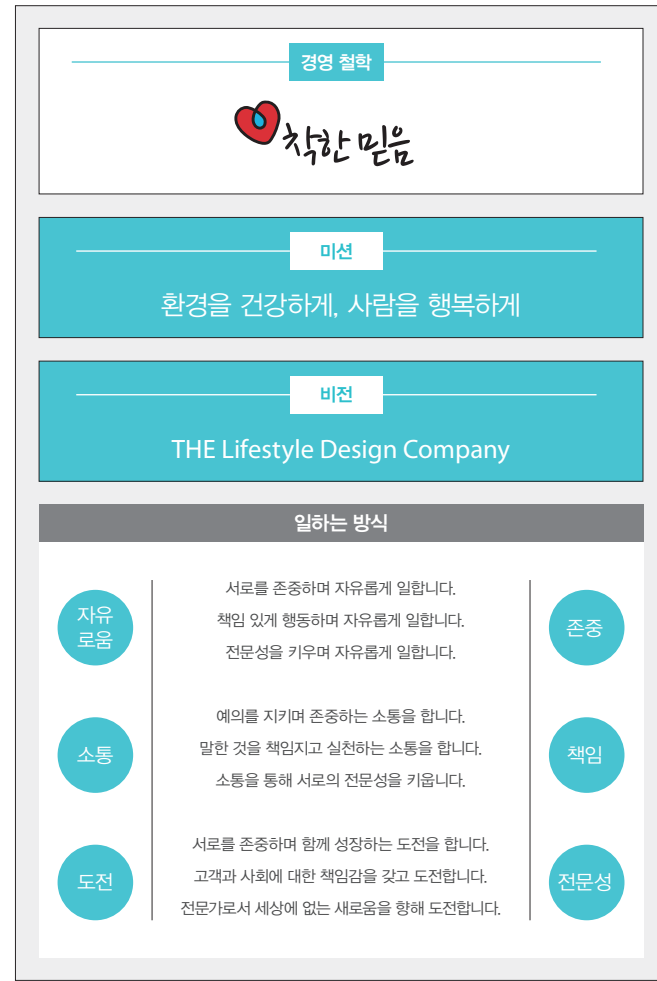 경영 철학
착한 믿음
미션
환경을 건강하게, 사람을 행복하게
비전
THE Lifestyle Design Company
일하는 방식
자유
로움
서로를 존중하며 자유롭게 일합니다.
책임 있게 행동하며 자유롭게 일합니다.
전문성을 키우며 자유롭게 일합니다.
존중
소통
예의를 지키며 존중하는 소통을 합니다.
말한 것을 책임지고 실천하는 소통을 합니다.
소통을 통해 서로의 전문성을 키웁니다.
책임
도전
서로를 존중하며 함께 성장하는 도전을 합니다.
고객과 사회에 대한 책임감을 갖고 도전합니다.
전문가로서 세상에 없는 새로움을 향해 도전합니다.
전문성